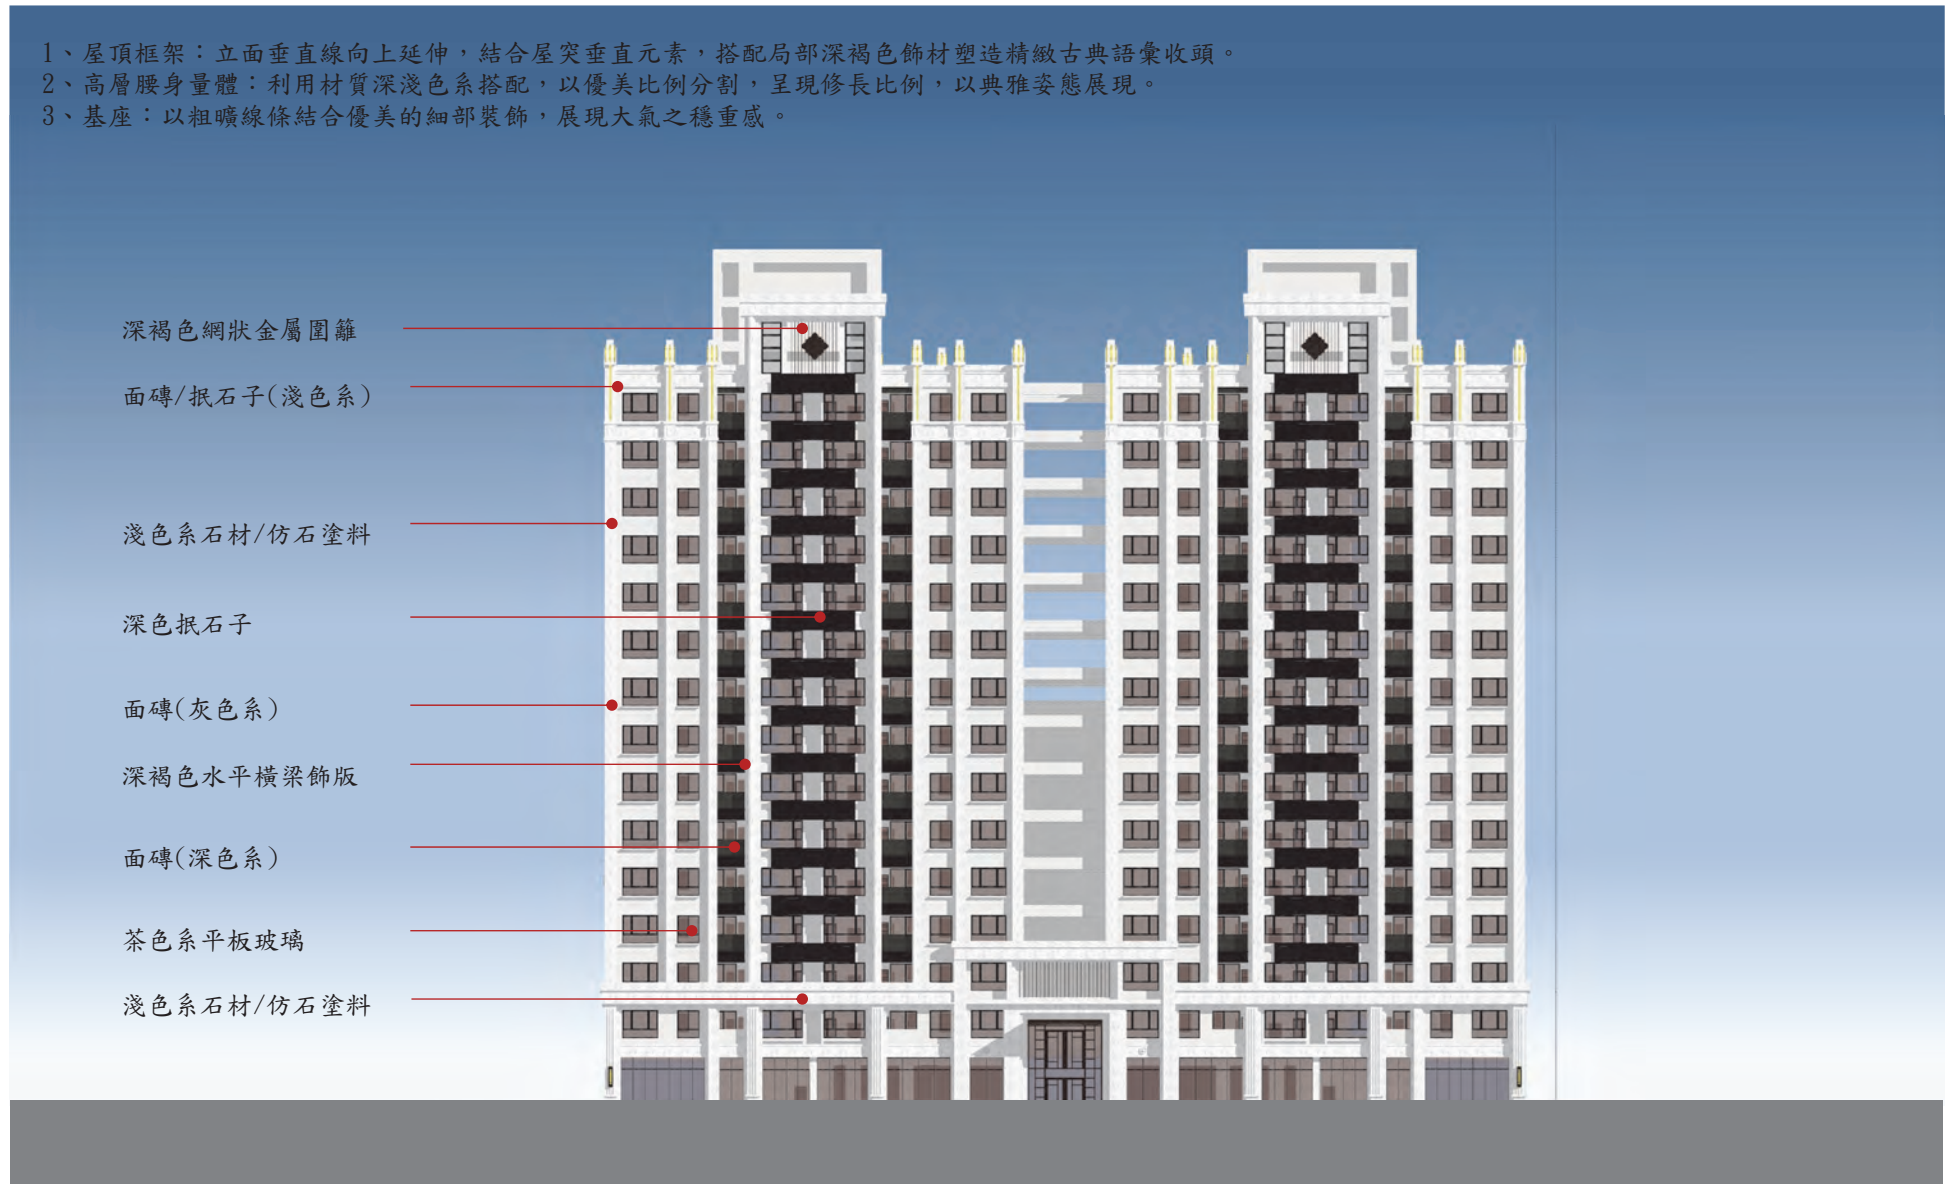 1、屋頂框架：立面垂直線向上延伸，結合屋突垂直元素，搭配局部深褐色飾材塑造精緻古典語彙收頭。
2、高層腰身量體：利用材質深淺色系搭配，以優美比例分割，呈現修長比例，以典雅姿態展現。
3、基座：以粗曠線條結合優美的細部裝飾，展現大氣之穩重感。
深褐色網狀金屬圍籬
面磚/抿石子(淺色系)
淺色系石材/仿石塗料
深色抿石子
面磚(灰色系)
深褐色水平橫梁飾版
面磚(深色系)
茶色系平板玻璃
淺色系石材/仿石塗料